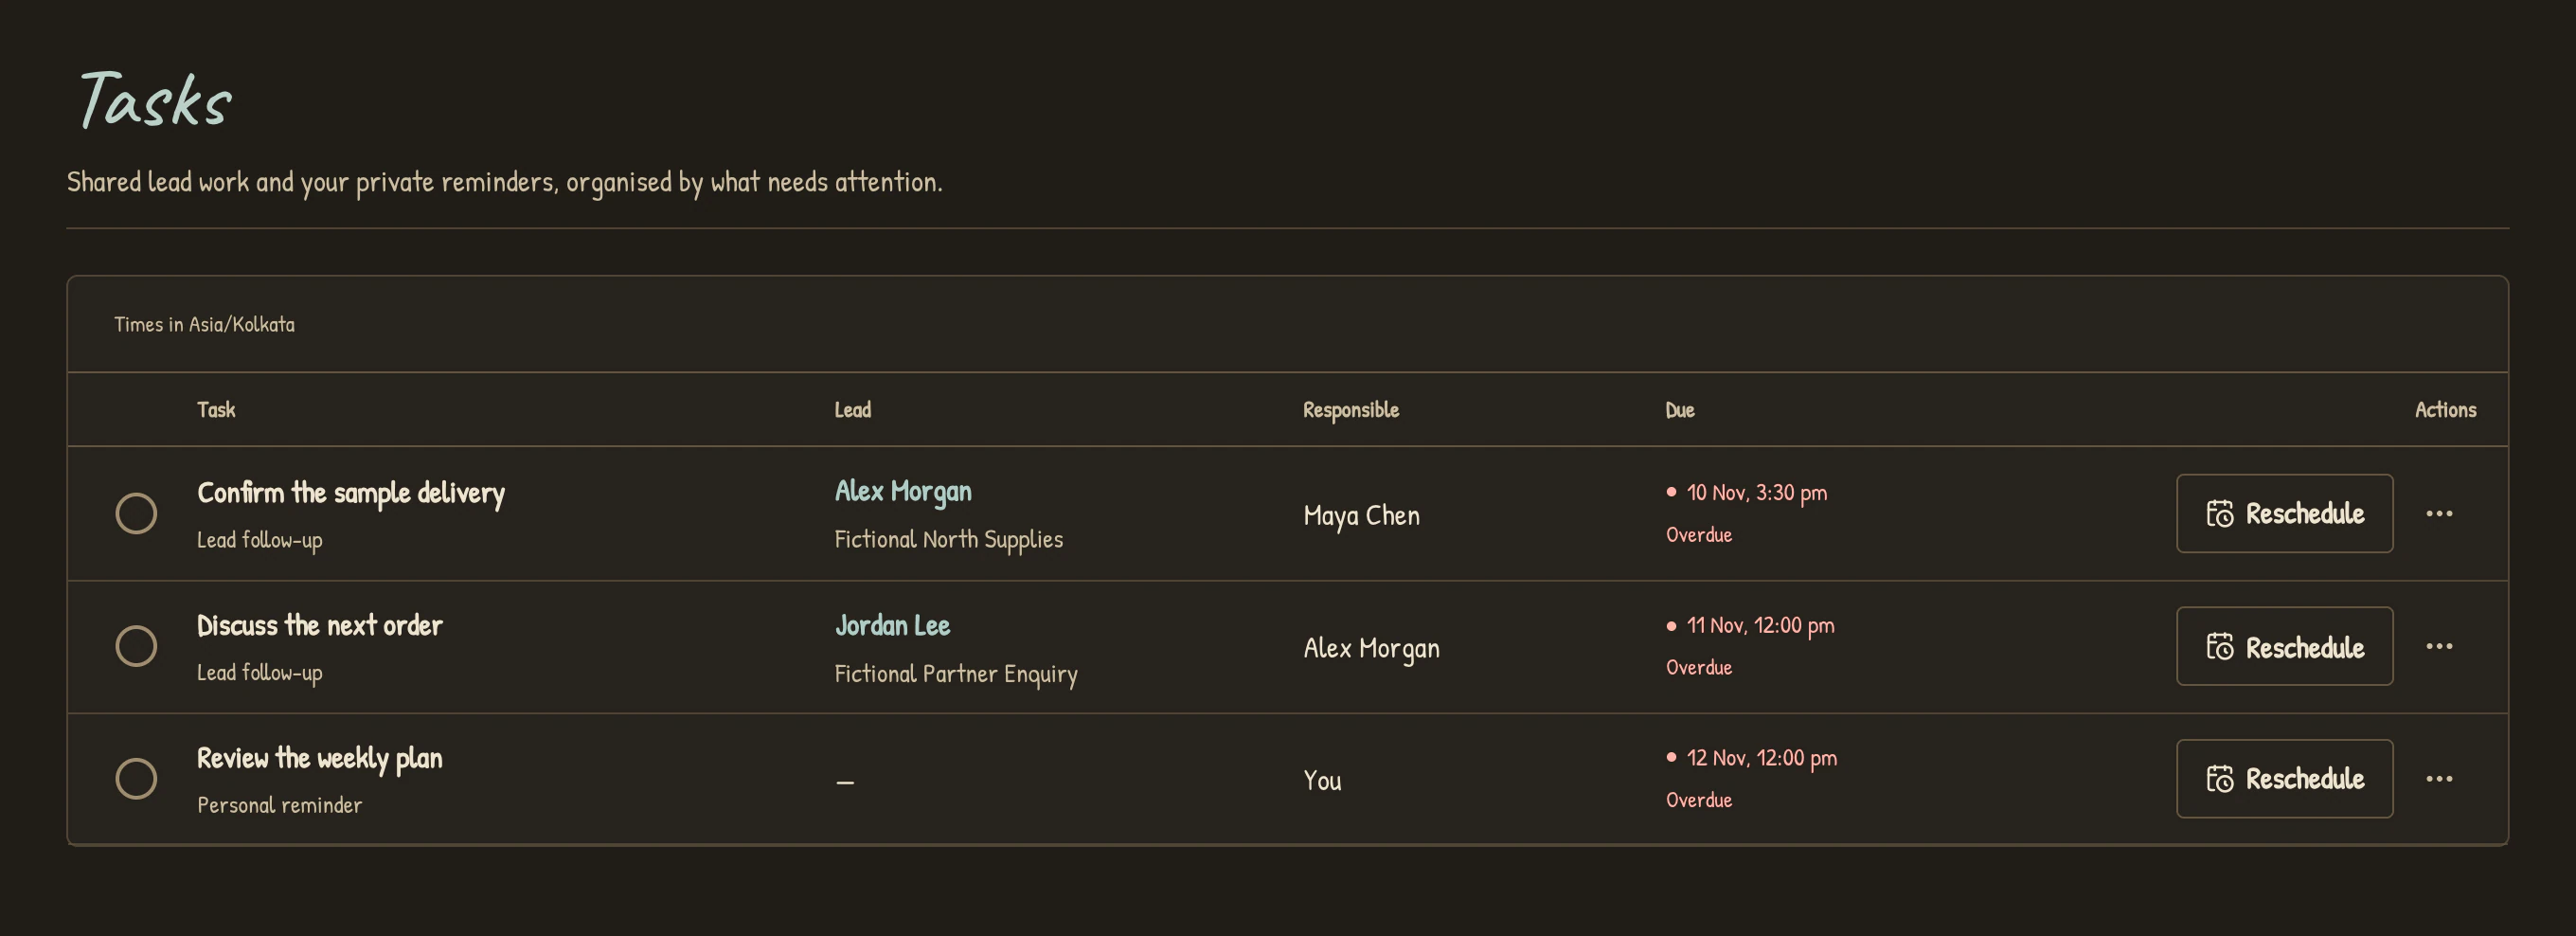 Tasks
Shared lead work and your private reminders, organised by what needs attention.
Times in Asia/Kolkata
Task Lead Responsible Due Actions
Confirm the sample delivery Alex Morgan Maya Chen 10 Nov, 3:30 pm Reschedule
Lead follow-up Fictional North Supplies Overdue
Discuss the next order Jordan Lee Alex Morgan 11 Nov, 12:00 pm Reschedule
Lead follow-up Fictional Partner Enquiry Overdue
Review the weekly plan – You 12 Nov, 12:00 pm Reschedule
Personal reminder Overdue